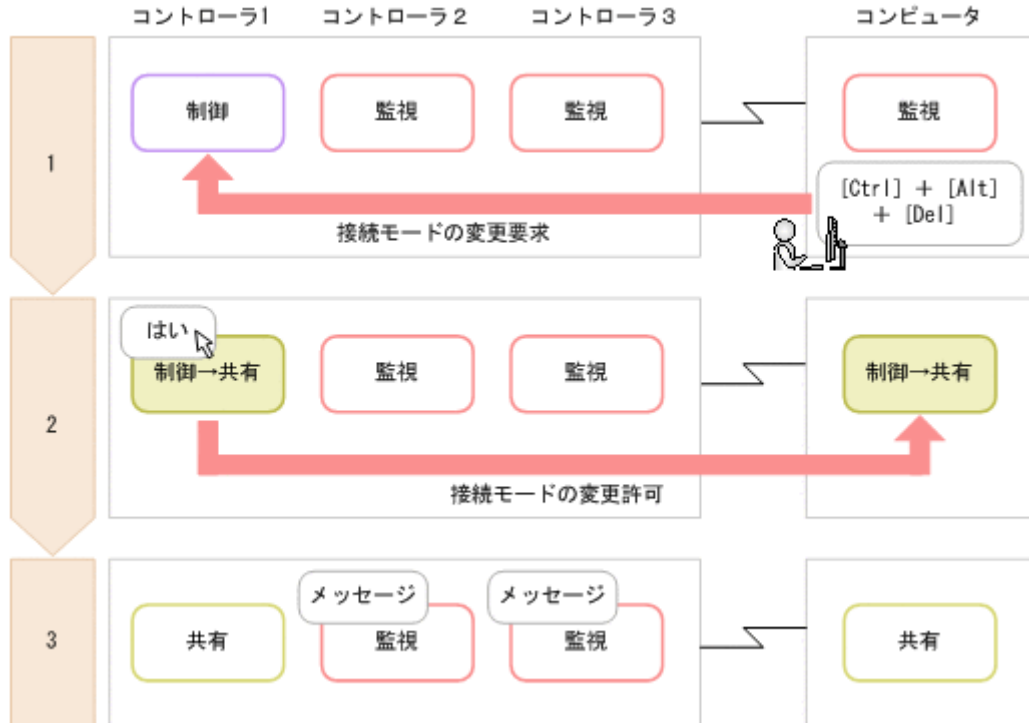 コントローラ1 コントローラ2 コントローラ3 コンピュータ
制御 監視 監視 監視
1
[Ctrl] + [Alt]
+ [Del]
接続モードの変更要求
はい
制御→共有 監視 監視 制御→共有
2
接続モードの変更許可
メッセージ メッセージ
3
共有 監視 監視 共有